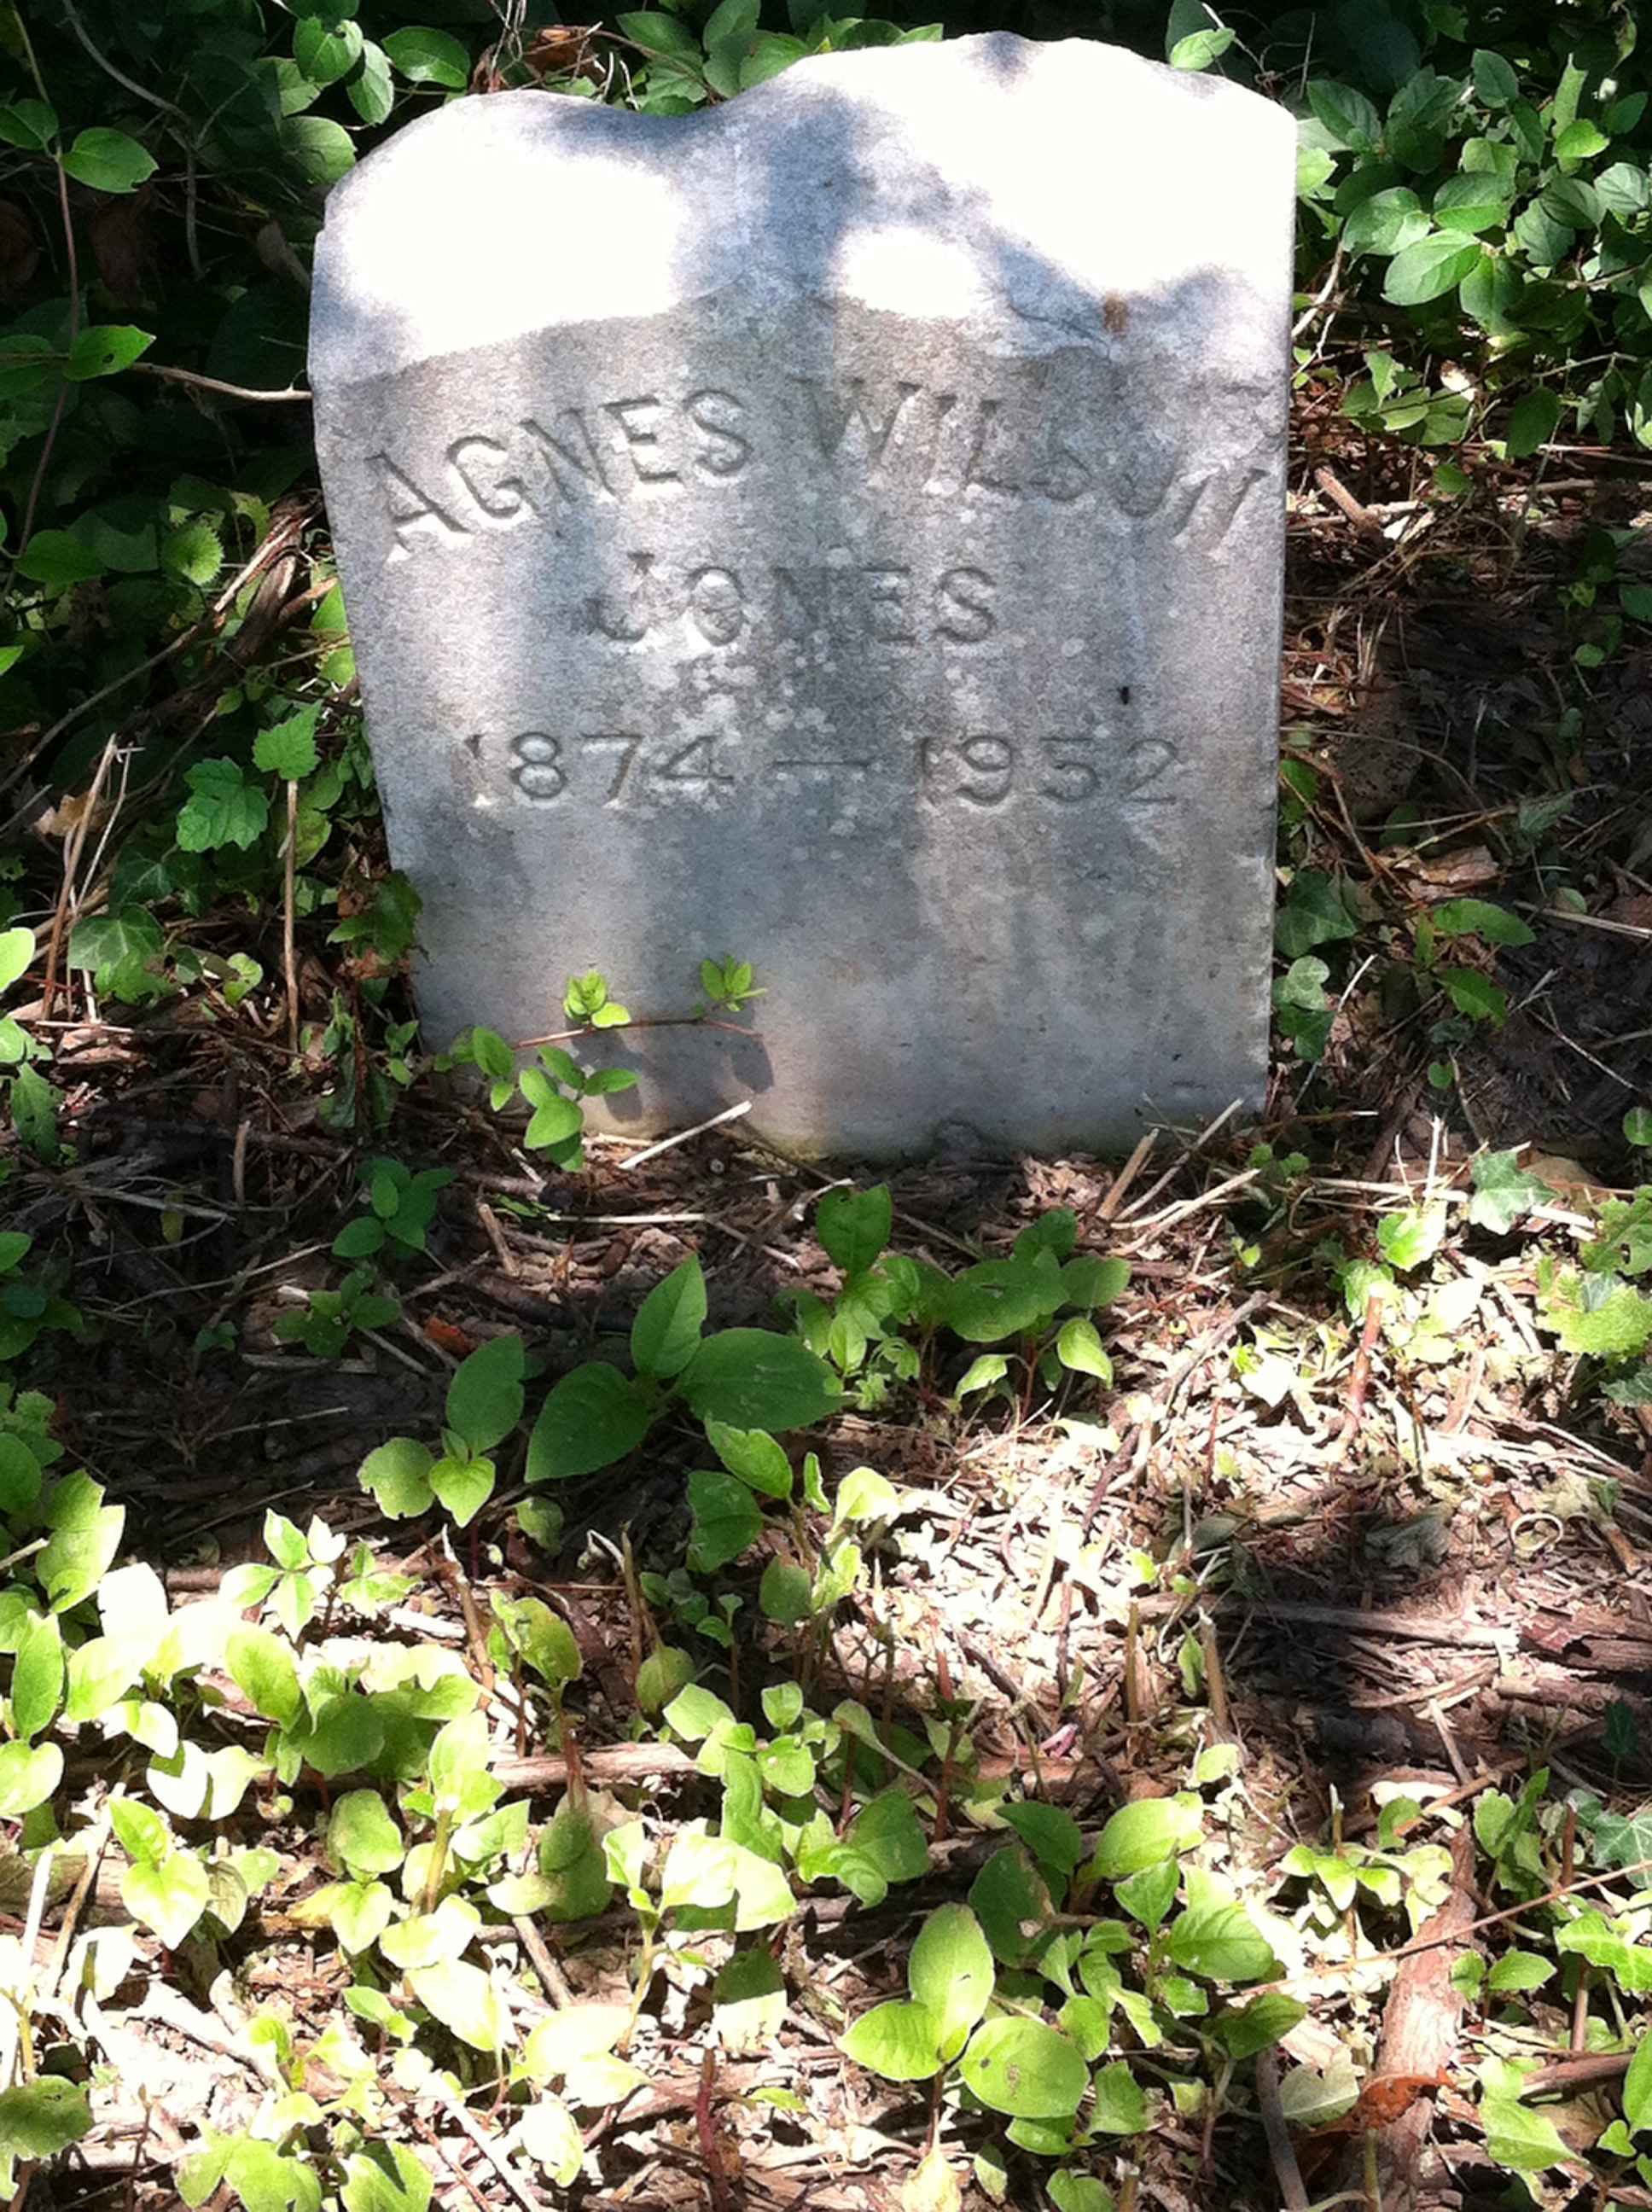 AGNES WILSON
JONES
1874 — 1952